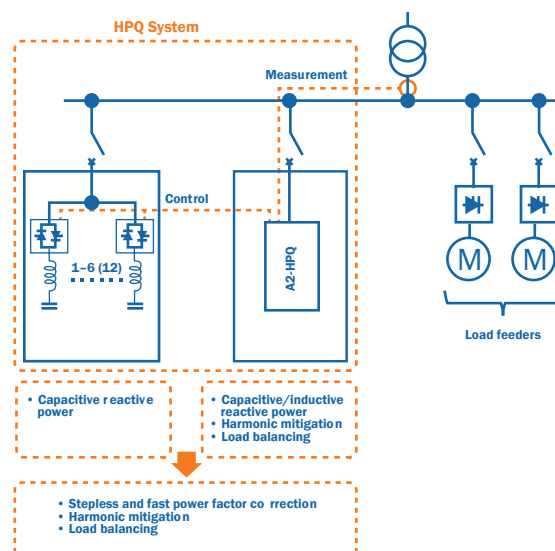 HPQ System
Measurement
Control
1–6 (12)
A2-HPQ
M
M
Load feeders
• Capacitive reactive
power
• Capacitive/inductive
reactive power
• Harmonic mitigation
• Load balancing
• Stepless and fast power factor co rrection
• Harmonic mitigation
• Load balancing